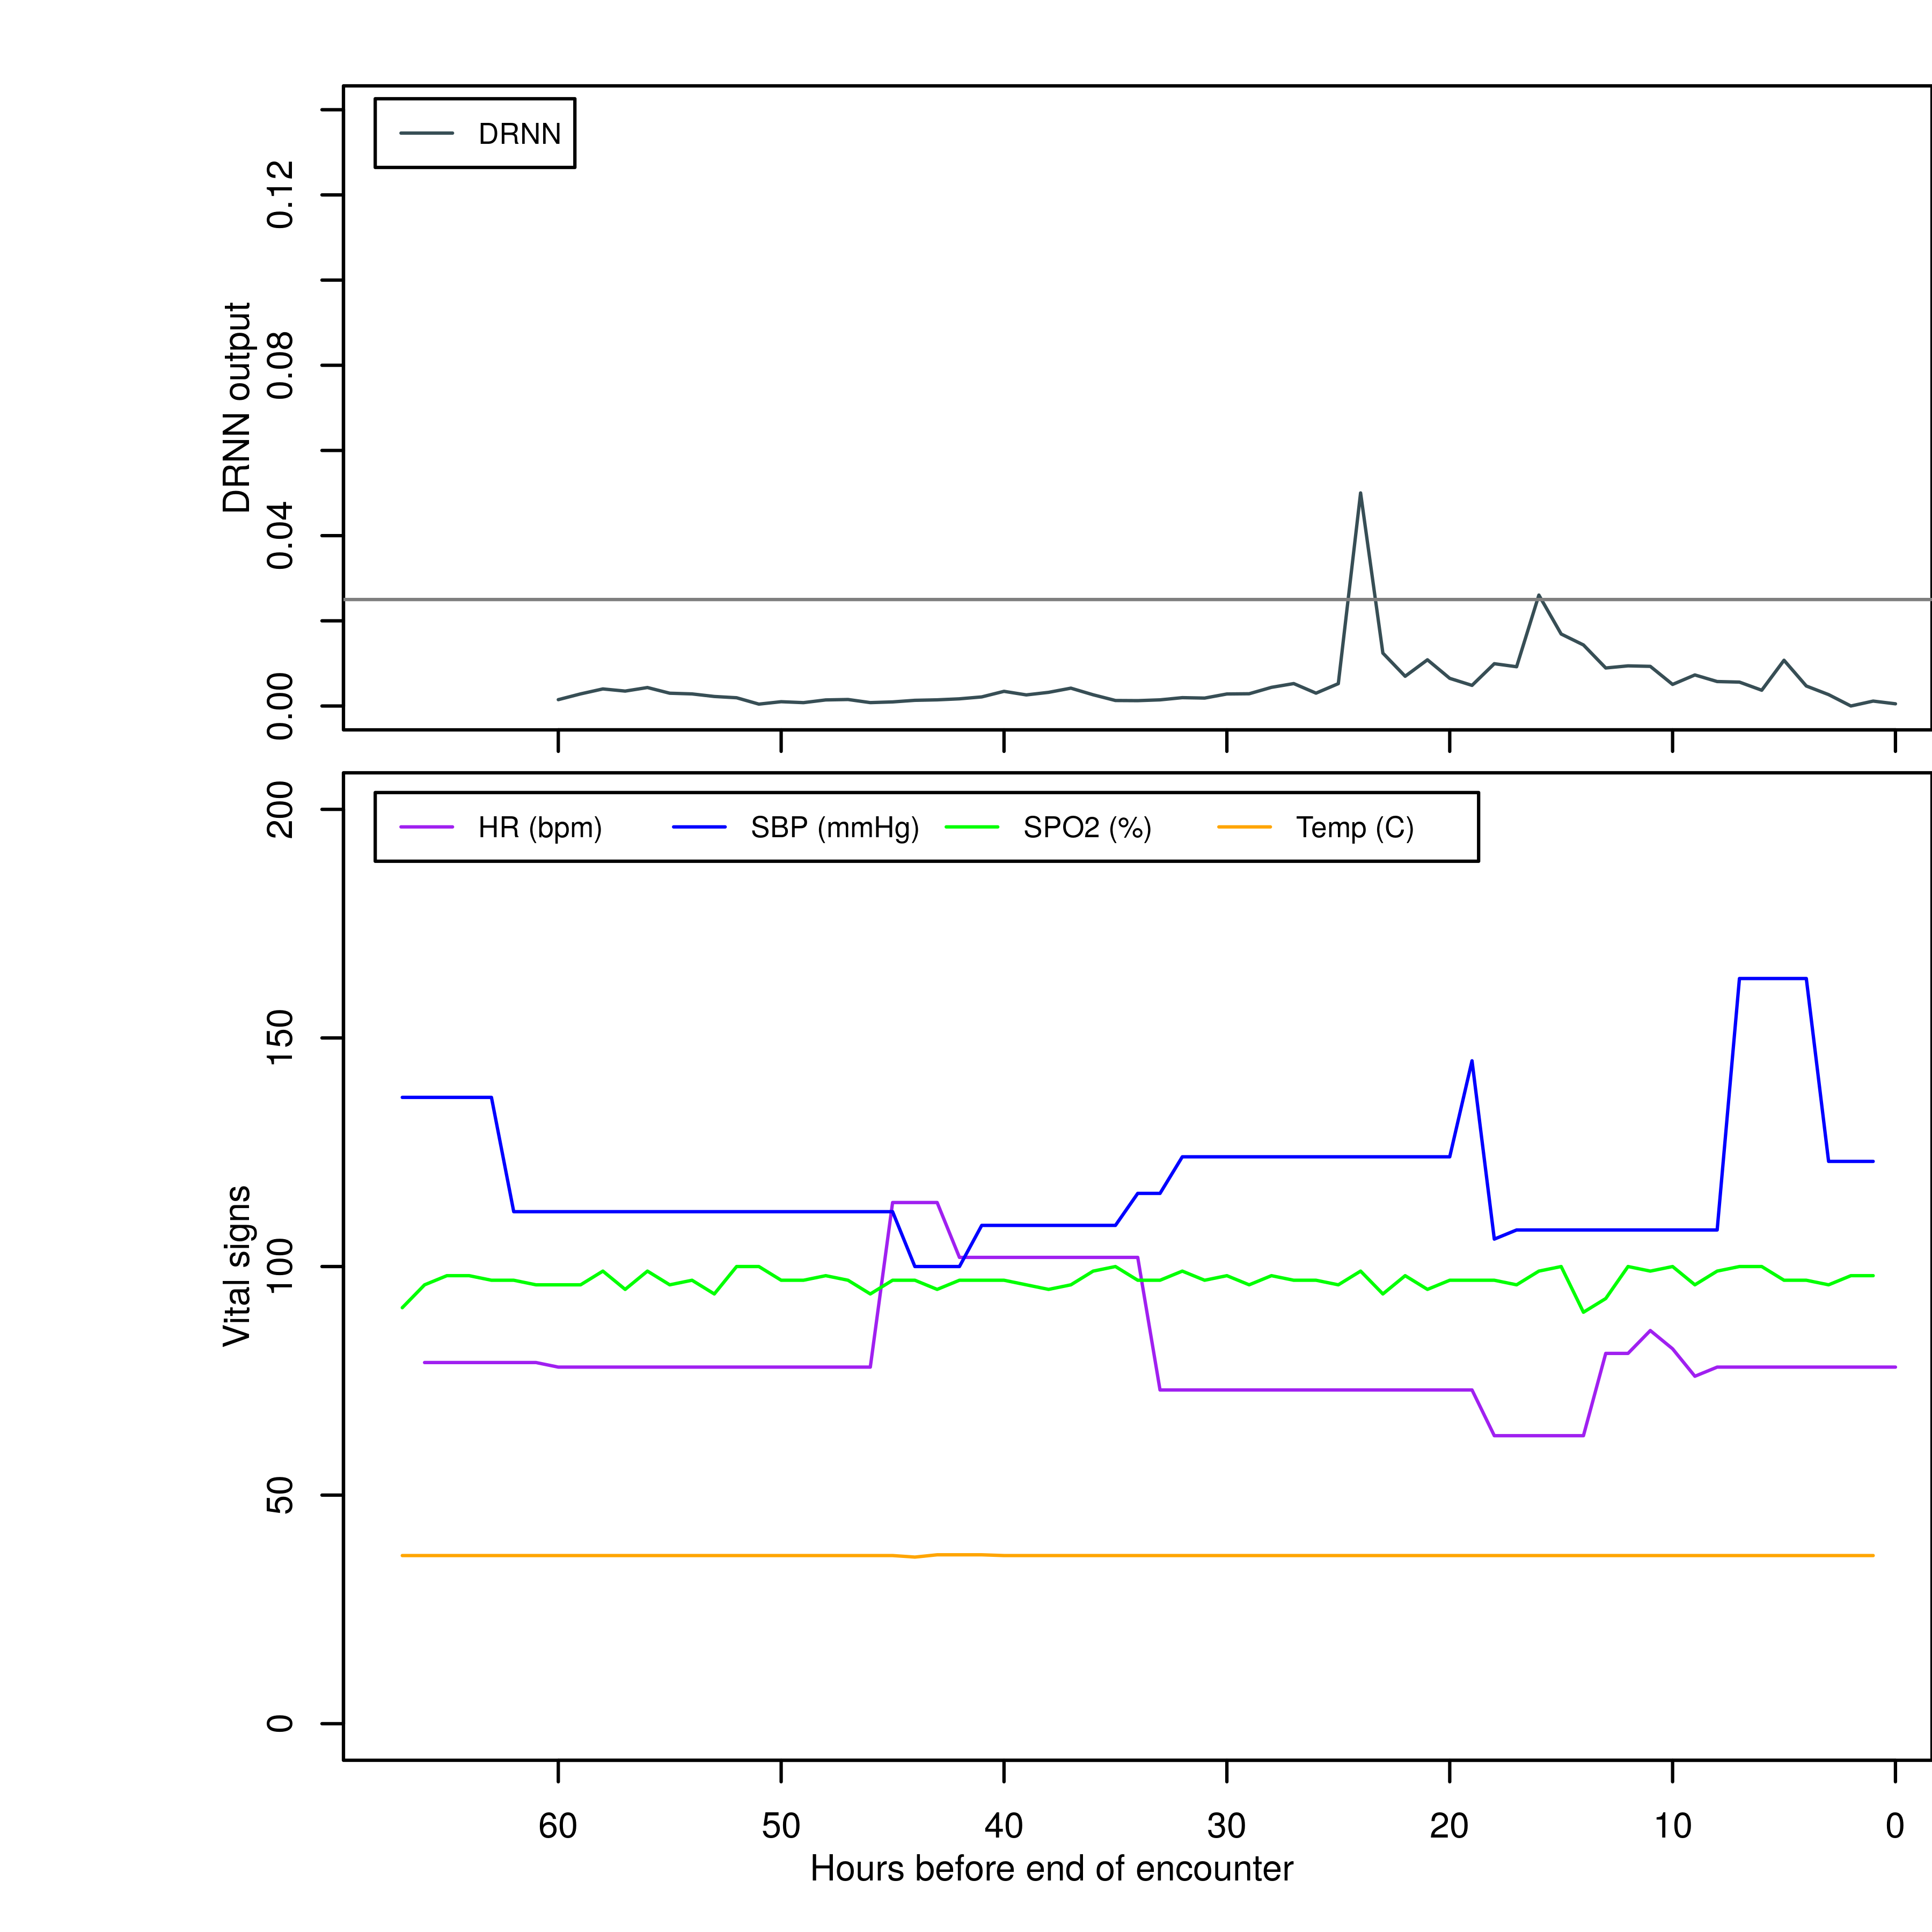 DRNN
DRNN output
0.00
0.04
0.08
0.12
HR (bpm) SBP (mmHg) SPO2 (%) Temp (C)
Vital signs
0
50
100
150
200
60 50 40 30 20 10 0
Hours before end of encounter